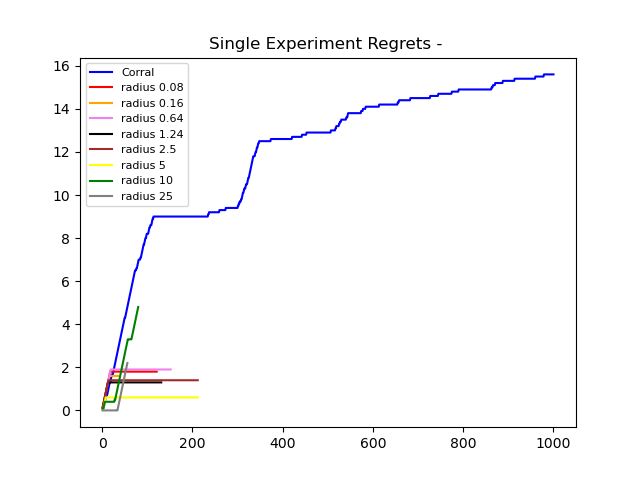 Single Experiment Regrets -
16
14
12
10
8
6
4
2
0
Corral
radius 0.08
radius 0.16
radius 0.64
radius 1.24
radius 2.5
radius 5
radius 10
radius 25
0 200 400 600 800 1000